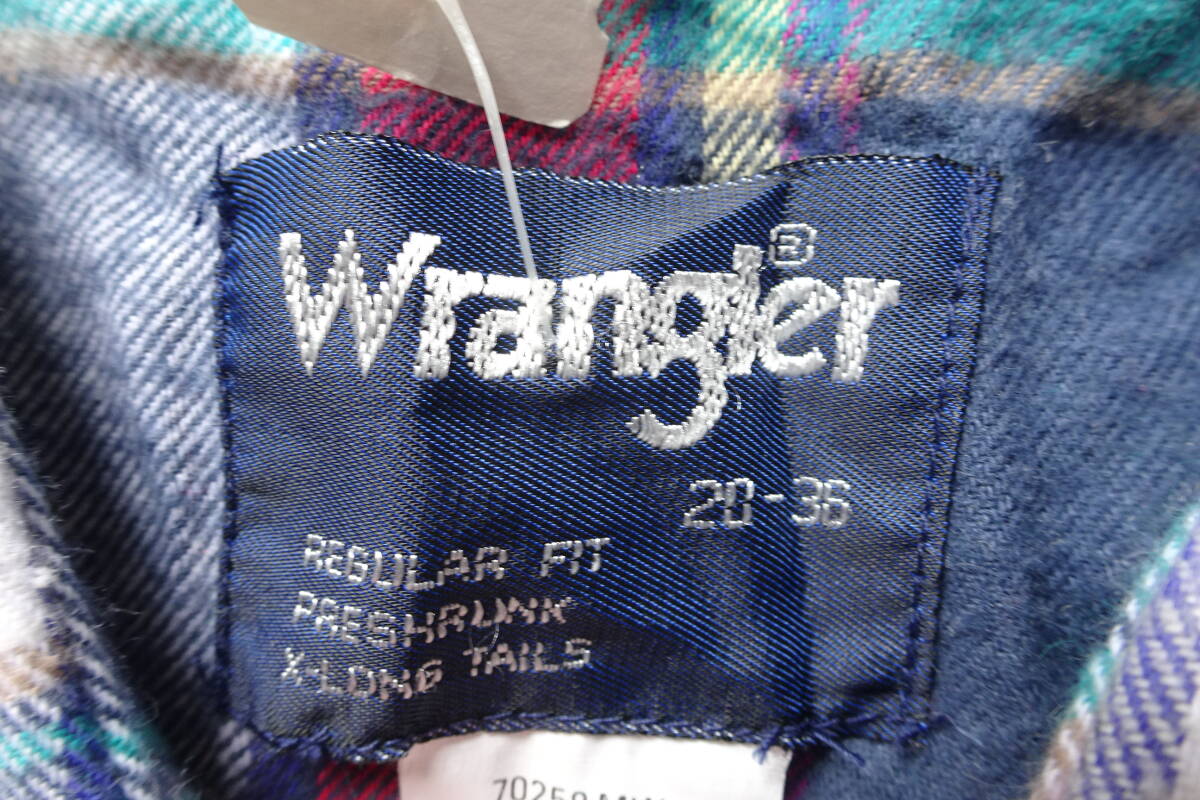 Wrangler®
20-36
REGULAR FIT
PRESHRUNK
X-LONG TAILS